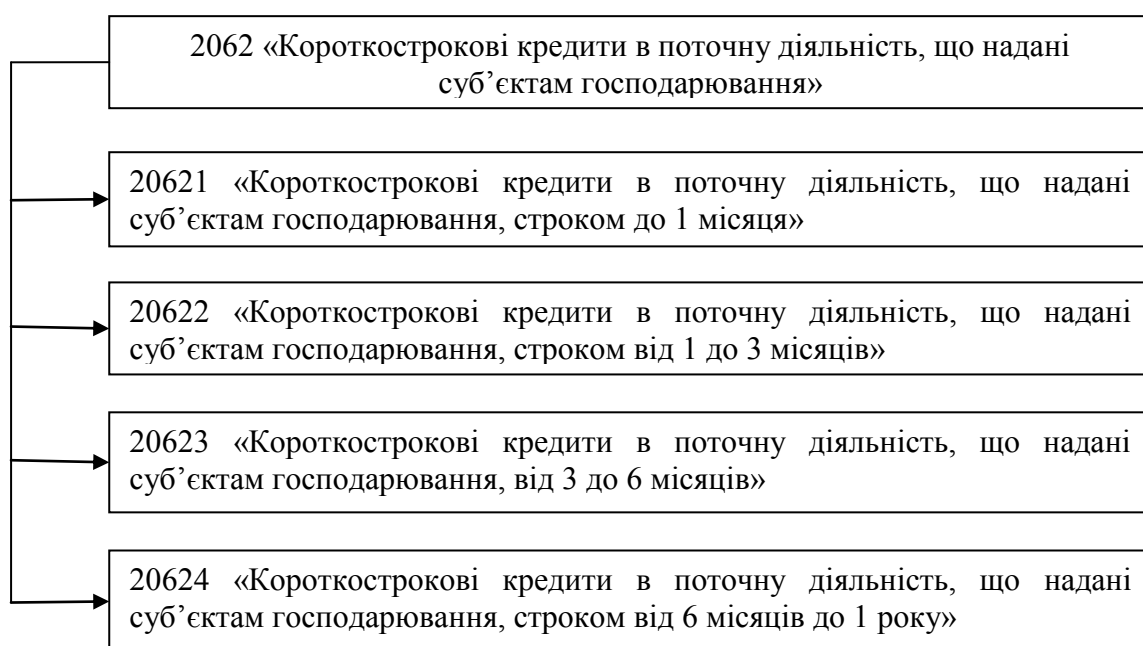 2062 «Короткострокові кредити в поточну діяльність, що надані
суб’єктам господарювання»
20621 «Короткострокові кредити в поточну діяльність, що надані
суб’єктам господарювання, строком до 1 місяця»
20622 «Короткострокові кредити в поточну діяльність, що надані
суб’єктам господарювання, строком від 1 до 3 місяців»
20623 «Короткострокові кредити в поточну діяльність, що надані
суб’єктам господарювання, від 3 до 6 місяців»
20624 «Короткострокові кредити в поточну діяльність, що надані
суб’єктам господарювання, строком від 6 місяців до 1 року»